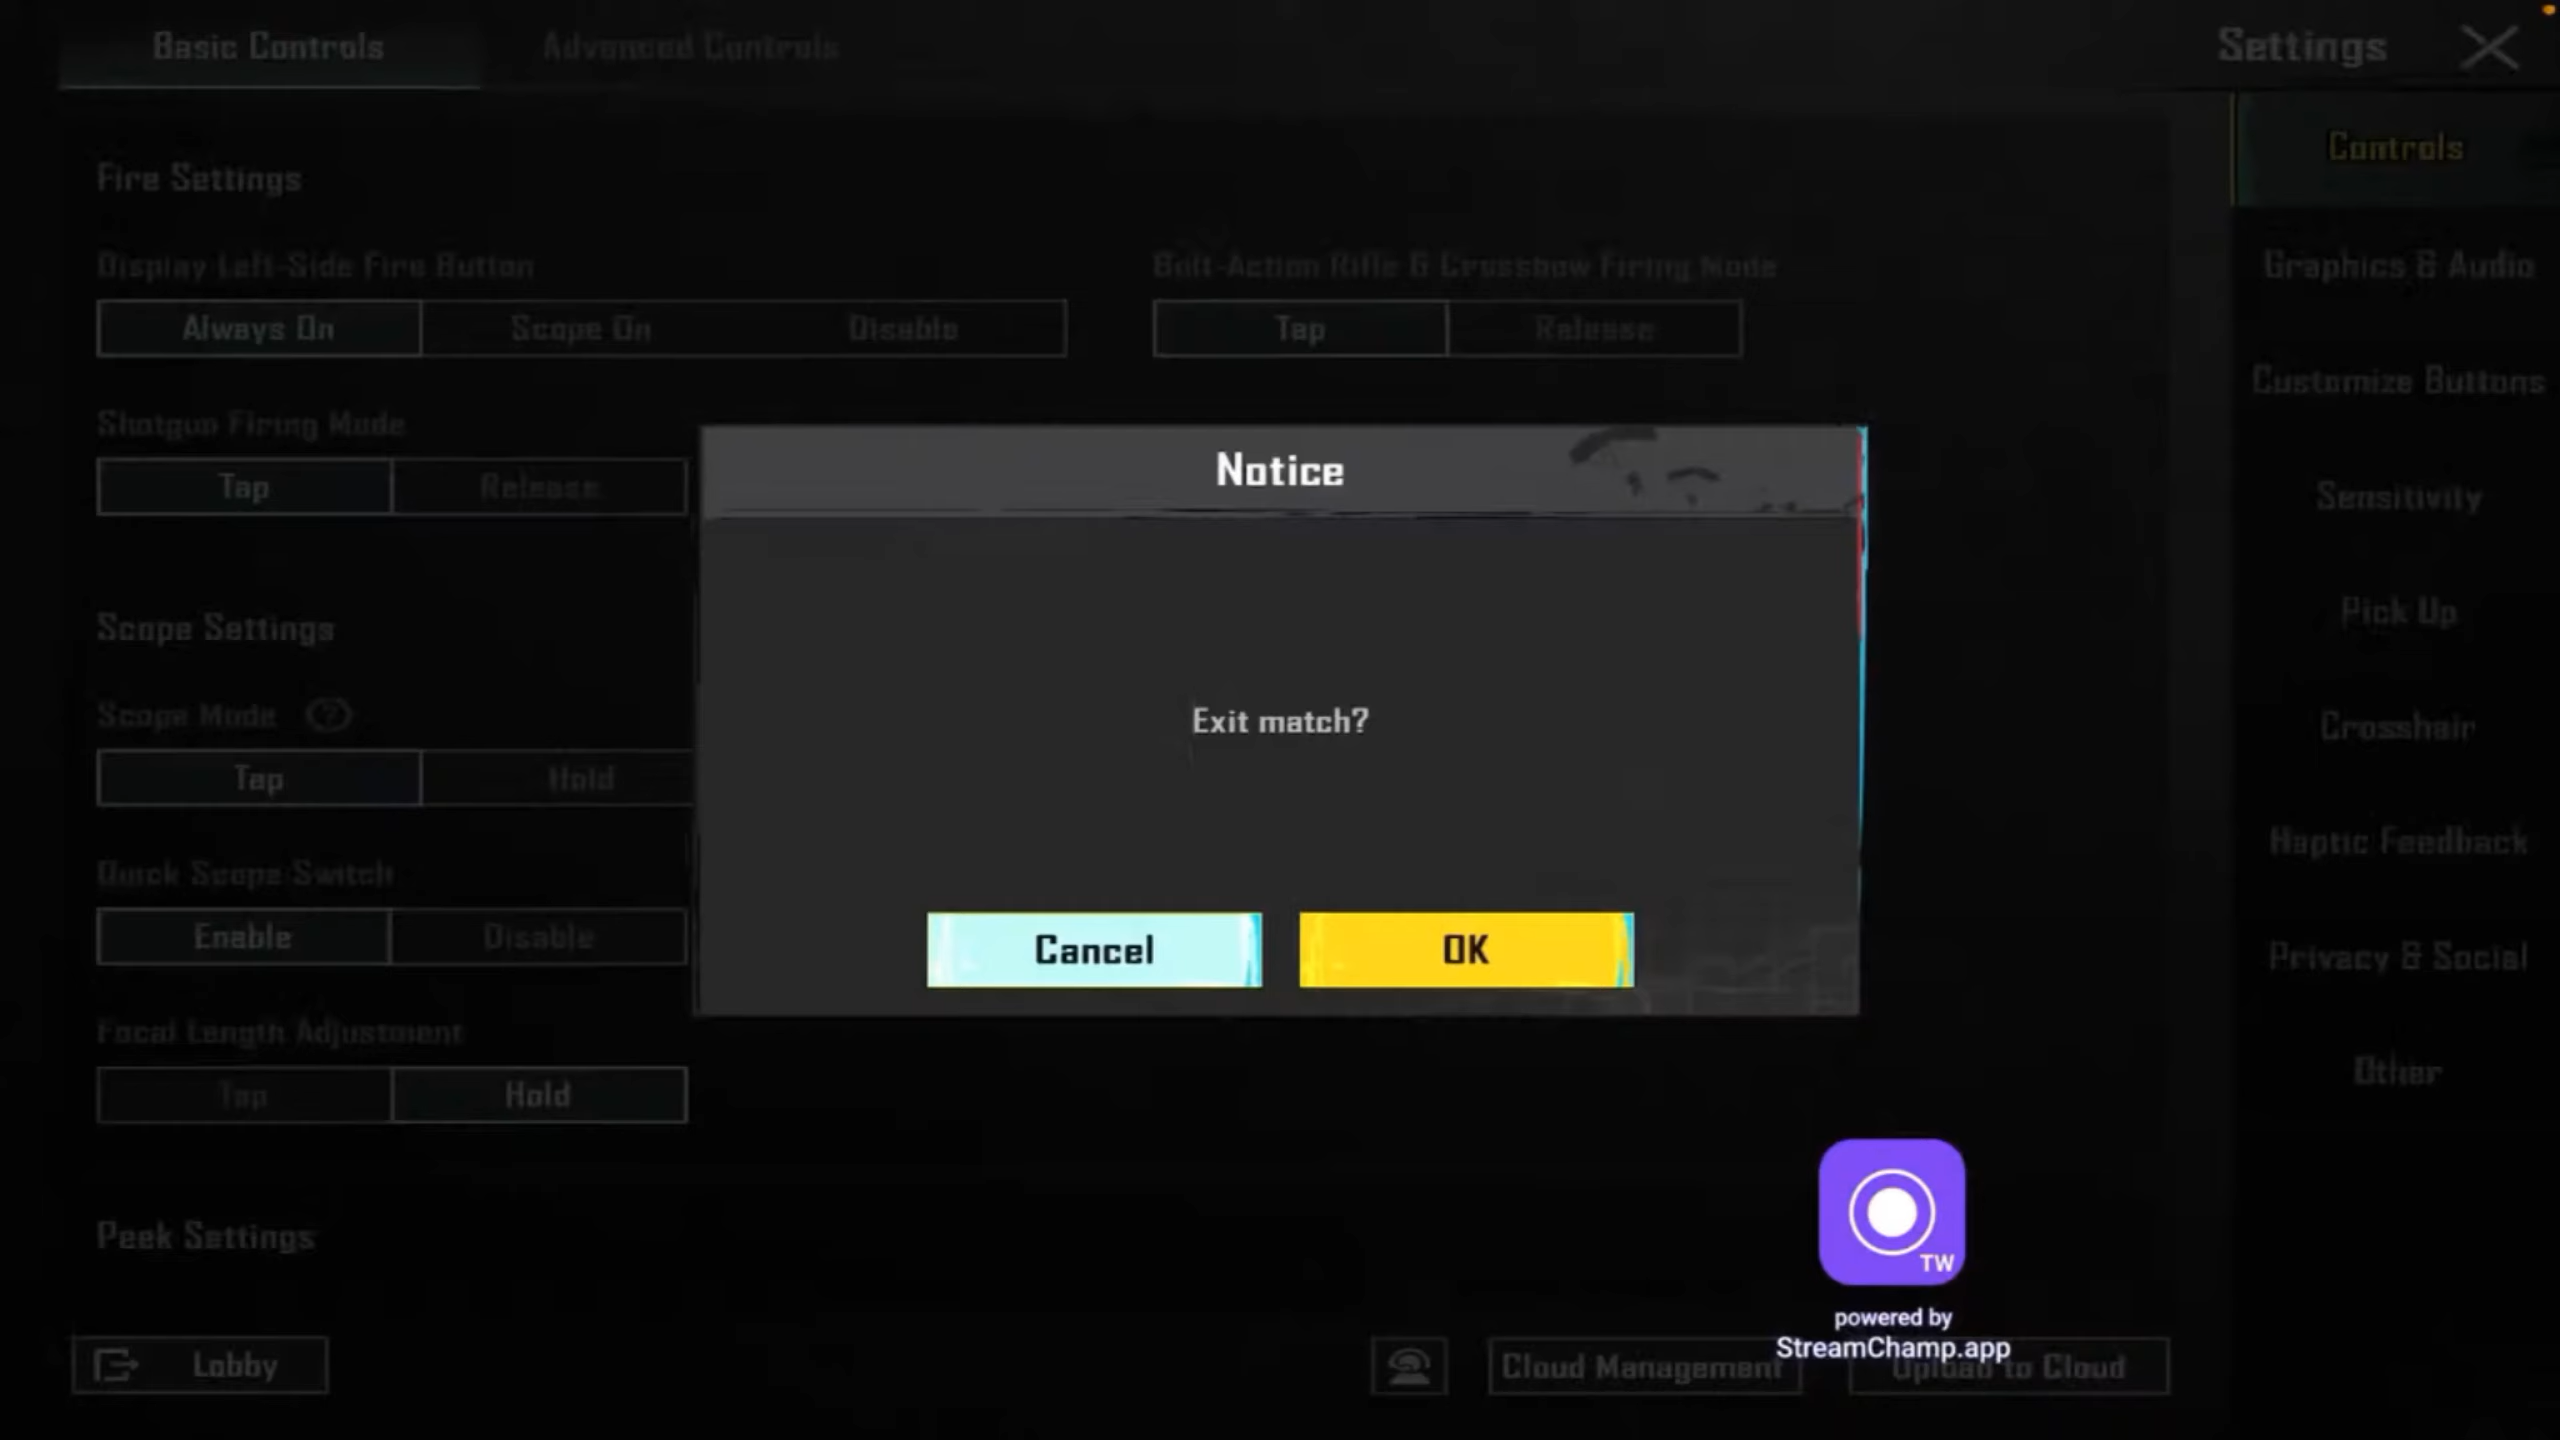 Basic Controls
Advanced Controls
Settings
Controls
Fire Settings
Display Left-Side Fire Button
Bolt-Action Rifle & Crossbow Firing Mode
Graphics & Audio
Always On
Scope On
Disable
Tap
Release
Customize Buttons
Shotgun Firing Mode
Tap
Release
Notice
Sensitivity
Scope Settings
Pick Up
Scope Mode
?
Exit match?
Crosshair
Tap
Hold
Quick Scope Switch
Haptic Feedback
Enable
Disable
Cancel
OK
Privacy & Social
Focal Length Adjustment
Tap
Hold
Other
Peek Settings
TW
powered by
StreamChamp.app
Lobby
Cloud Management
Upload to Cloud